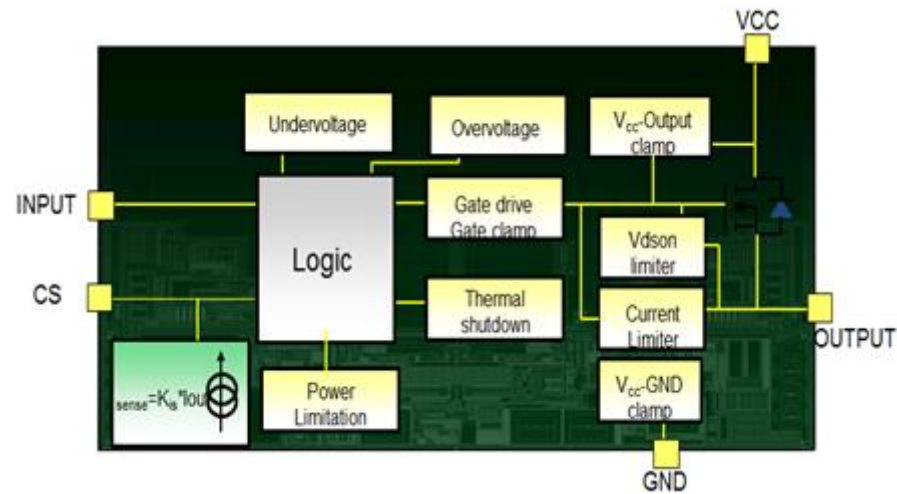 VCC
Undervoltage
Overvoltage
Vcc-Output
clamp
INPUT
Gate drive
Gate clamp
Logic
Vdson
limiter
CS
Thermal
shutdown
Current
Limiter
OUTPUT
sense=Kis*Iou
Power
Limitation
Vcc-GND
clamp
GND